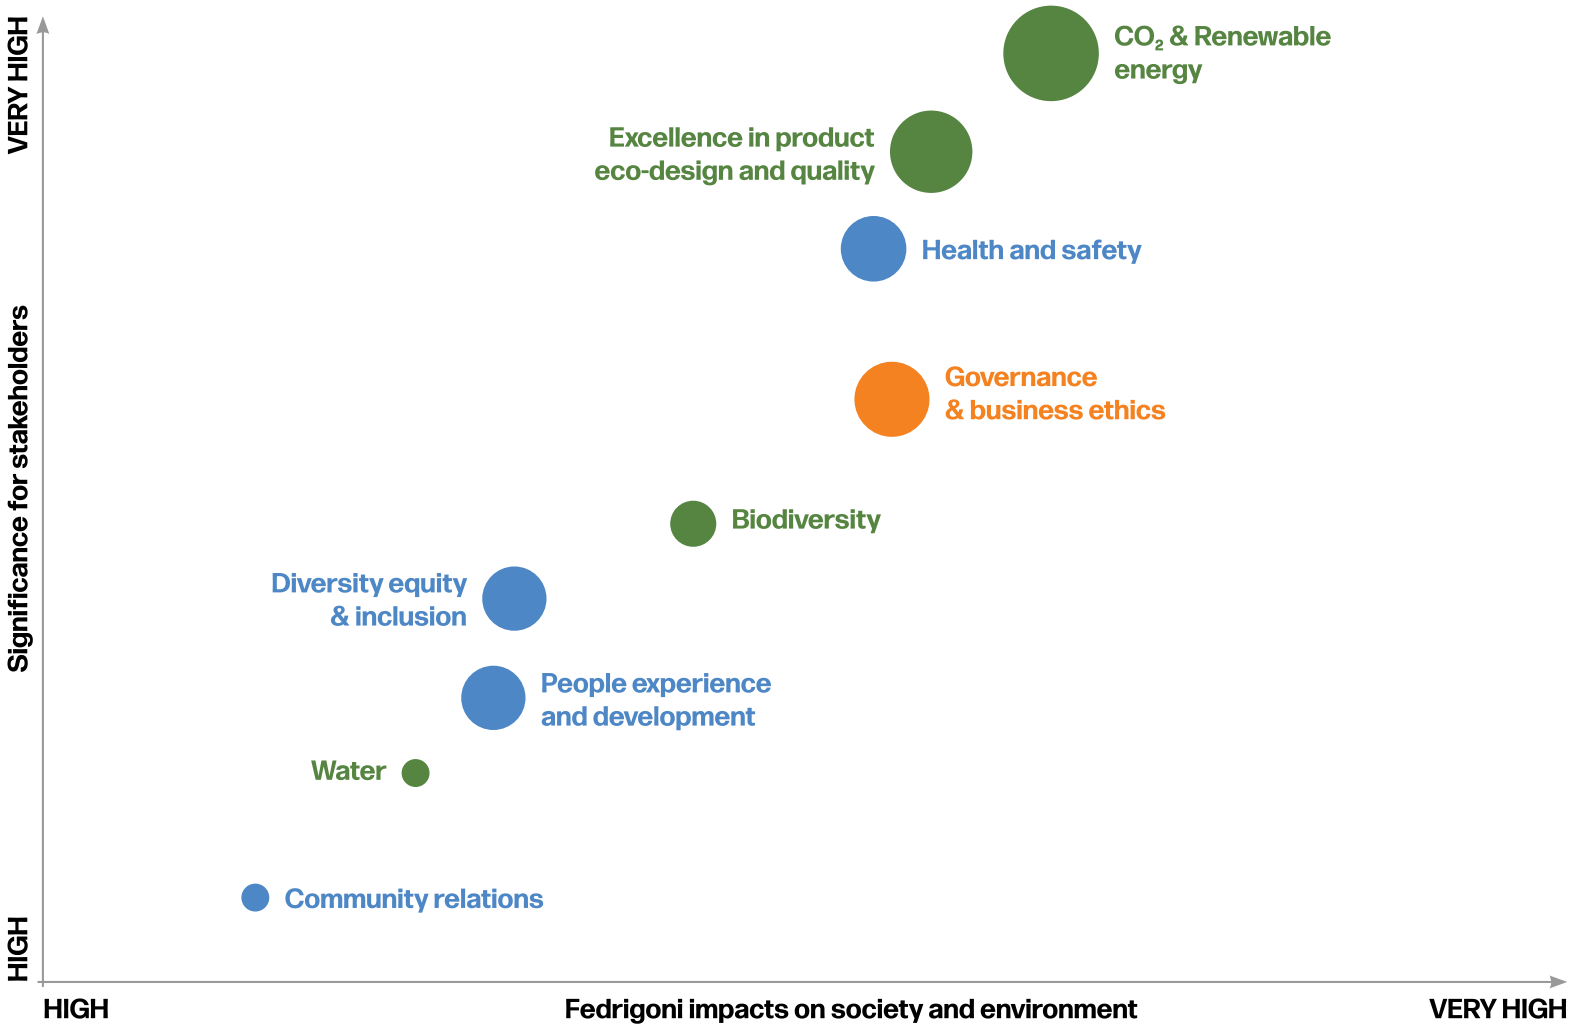 VERY HIGH
CO₂ & Renewable
energy
Excellence in product
eco-design and quality
Health and safety
Significance for stakeholders
Governance
& business ethics
Biodiversity
Diversity equity
& inclusion
People experience
and development
Water
Community relations
HIGH
HIGH
Fedrigoni impacts on society and environment
VERY HIGH